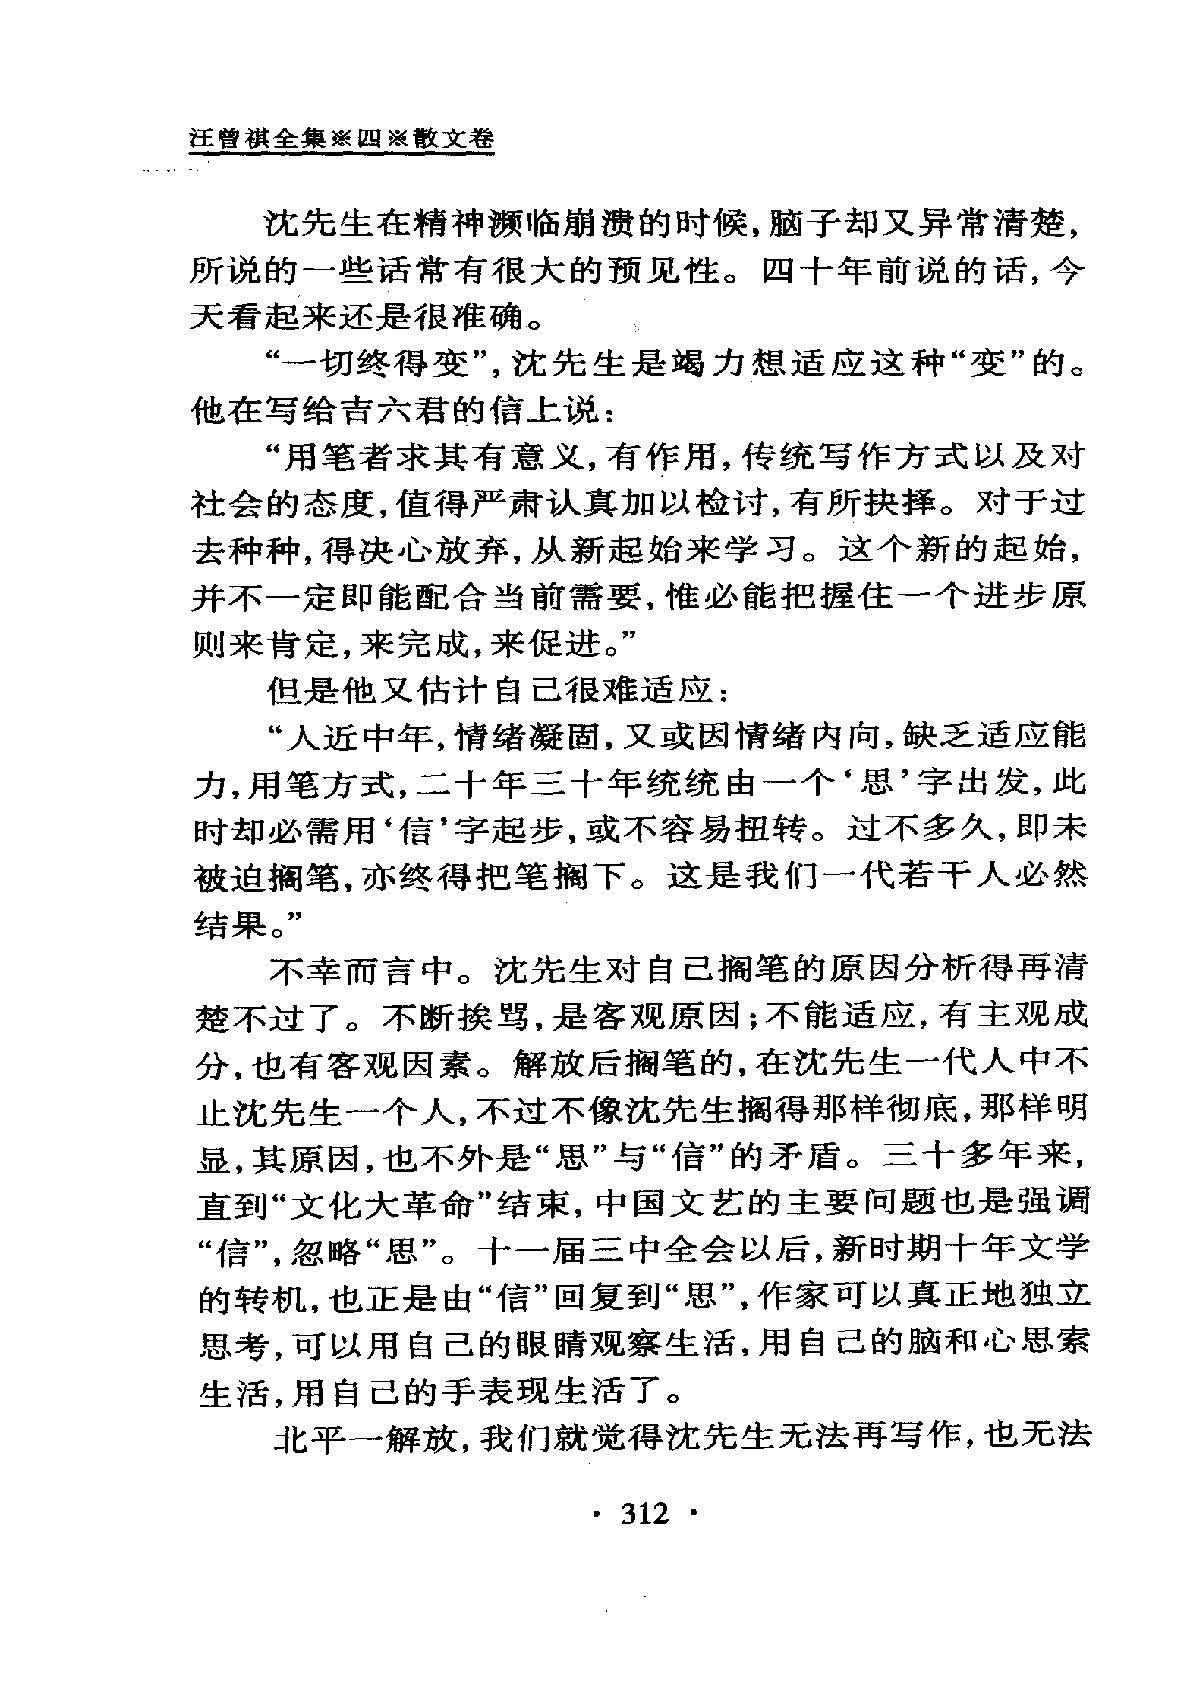 汪曾祺全集※四※散文卷
沈先生在精神濒临崩溃的时候,脑子却又异常清楚,
所说的一些话常有很大的预见性。四十年前说的话,今
天看起来还是很准确。
“一切终得变”,沈先生是竭力想适应这种“变”的。
他在写给吉六君的信上说:
“用笔者求其有意义,有作用,传统写作方式以及对
社会的态度,值得严肃认真加以检讨,有所抉择。对于过
去种种,得决心放弃,从新起始来学习。这个新的起始,
并不一定即能配合当前需要,惟必能把握住一个进步原
则来肯定,来完成,来促进。”
但是他又估计自己很难适应:
“人近中年,情绪凝固,又或因情绪内向,缺乏适应能
力,用笔方式,二十年三十年统统由一个‘思’字出发,此
时却必需用‘信’字起步,或不容易扭转。过不多久,即未
被迫搁笔,亦终得把笔搁下。这是我们一代若干人必然
结果。”
不幸而言中。沈先生对自己搁笔的原因分析得再清
楚不过了。不断挨骂,是客观原因;不能适应,有主观成
分,也有客观因素。解放后搁笔的,在沈先生一代人中不
止沈先生一个人,不过不像沈先生搁得那样彻底,那样明
显,其原因,也不外是“思”与“信”的矛盾。三十多年来,
直到“文化大革命”结束,中国文艺的主要问题也是强调
“信”,忽略“思”。十一届三中全会以后,新时期十年文学
的转机,也正是由“信”回复到“思”,作家可以真正地独立
思考,可以用自己的眼睛观察生活,用自己的脑和心思索
生活,用自己的手表现生活了。
北平一解放,我们就觉得沈先生无法再写作,也无法
· 312 ·